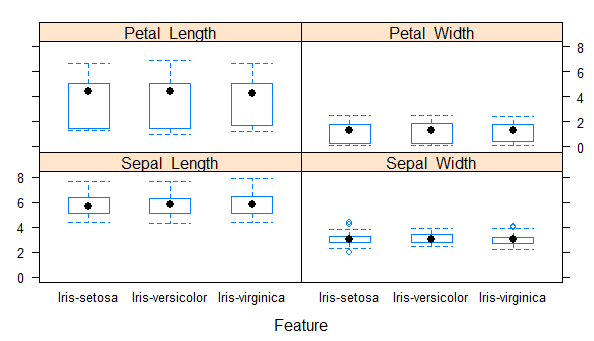 Petal Length Petal Width
8
6
4
2
0
Sepal Length Sepal Width
8
6
4
2
0
Iris-setosa Iris-versicolor Iris-virginica Iris-setosa Iris-versicolor Iris-virginica
Feature